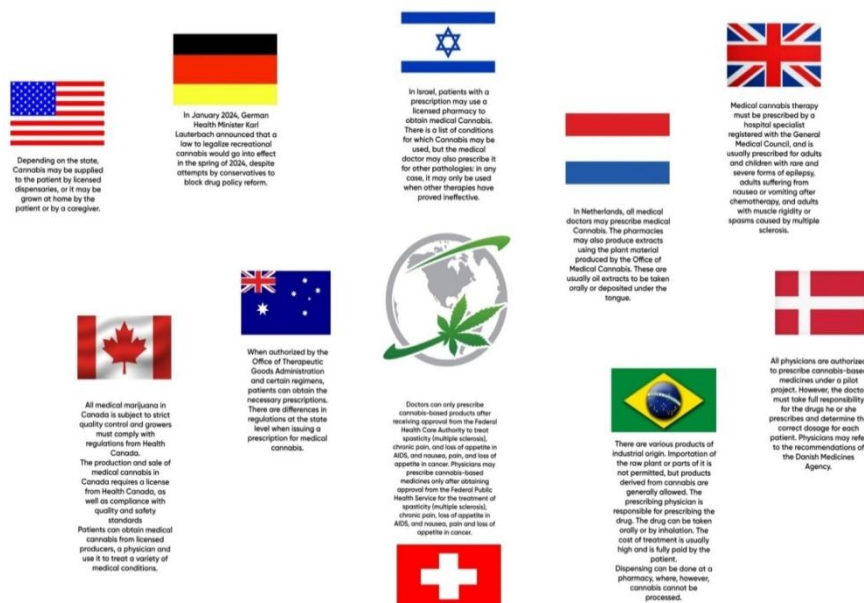 Depending on the state,
Cannabis may be supplied
to the patient by licensed
dispensaries, or it may be
grown at home by the
patient or by a caregiver.
In January 2024, German
Health Minister Karl
Lauterbach announced that a
law to legalize recreational
cannabis would go into effect
in the spring of 2024, despite
attempts by conservatives to
block drug policy reform.
In Israel, patients with a
prescription may use a
licensed pharmacy to
obtain medical Cannabis.
There is a list of conditions
for which Cannabis may be
used, but the medical
doctor may also prescribe it
for other pathologies: in any
case, it may only be used
when other therapies have
proved ineffective.
In Netherlands, all medical
doctors may prescribe medical
Cannabis. The pharmacies
may also produce extracts
using the plant material
produced by the Office of
Medical Cannabis. These are
usually oil extracts to be taken
orally or deposited under the
tongue.
Medical cannabis therapy
must be prescribed by a
hospital specialist
registered with the General
Medical Council, and is
usually prescribed for adults
and children with rare and
severe forms of epilepsy,
adults suffering from
nausea or vomiting after
chemotherapy, and adults
with muscle rigidity or
spasms caused by multiple
sclerosis.
All medical marijuana in
Canada is subject to strict
quality control and growers
must comply with
regulations from Health
Canada.
The production and sale of
medical cannabis in
Canada requires a license
from Health Canada, as
well as compliance with
quality and safety
standards
Patients can obtain medical
cannabis from licensed
producers, a physician and
use it to treat a variety of
medical conditions.
When authorized by the
Office of Therapeutic
Goods Administration
and certain regimens,
patients can obtain the
necessary prescriptions.
There are differences in
regulations at the state
level when issuing a
prescription for medical
cannabis.
Doctors can only prescribe
cannabis-based products after
receiving approval from the Federal
Health Care Authority to treat
spasticity (multiple sclerosis),
chronic pain, and loss of appetite in
AIDS, and nausea, pain, and loss of
appetite in cancer. Physicians may
prescribe cannabis-based
medicines only after obtaining
approval from the Federal Public
Health Service for the treatment of
spasticity (multiple sclerosis),
chronic pain, loss of appetite in
AIDS, and nausea, pain and loss of
appetite in cancer.
There are various products of
industrial origin. Importation of
the raw plant or parts of it is
not permitted, but products
derived from cannabis are
generally allowed. The
prescribing physician is
responsible for prescribing the
drug. The drug can be taken
orally or by inhalation. The
cost of treatment is usually
high and is fully paid by the
patient.
Dispensing can be done at a
pharmacy, where, however,
cannabis cannot be
processed.
All physicians are authorized
to prescribe cannabis-based
medicines under a pilot
project. However, the doctor
must take full responsibility
for the drugs he or she
prescribes and determine the
correct dosage for each
patient. Physicians may refer
to the recommendations of
the Danish Medicines
Agency.